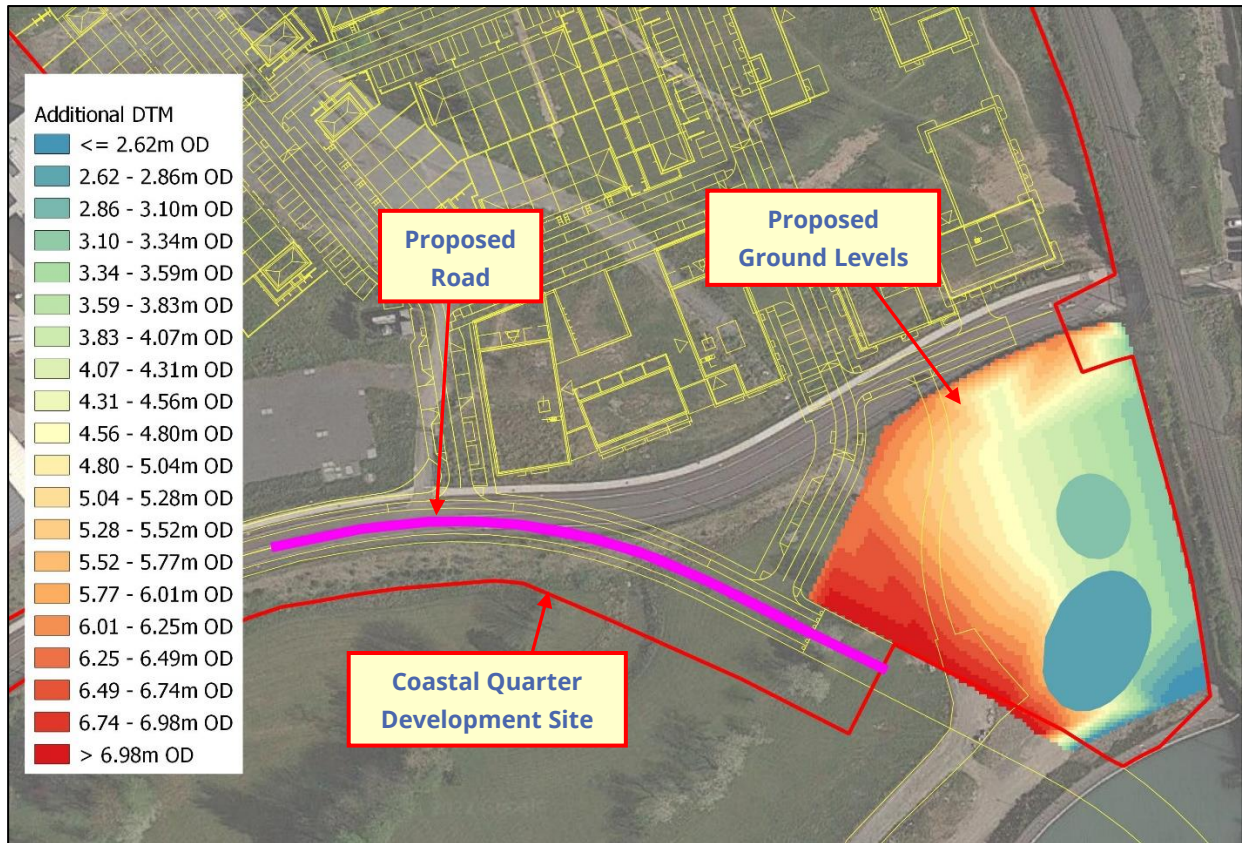 Additional DTM
<= 2.62m OD
2.62 - 2.86m OD
2.86 - 3.10m OD
3.10 - 3.34m OD
3.34 - 3.59m OD
3.59 - 3.83m OD
3.83 - 4.07m OD
4.07 - 4.31m OD
4.31 - 4.56m OD
4.56 - 4.80m OD
4.80 - 5.04m OD
5.04 - 5.28m OD
5.28 - 5.52m OD
5.52 - 5.77m OD
5.77 - 6.01m OD
6.01 - 6.25m OD
6.25 - 6.49m OD
6.49 - 6.74m OD
6.74 - 6.98m OD
> 6.98m OD
Proposed
Road
Proposed
Ground Levels
Coastal Quarter
Development Site